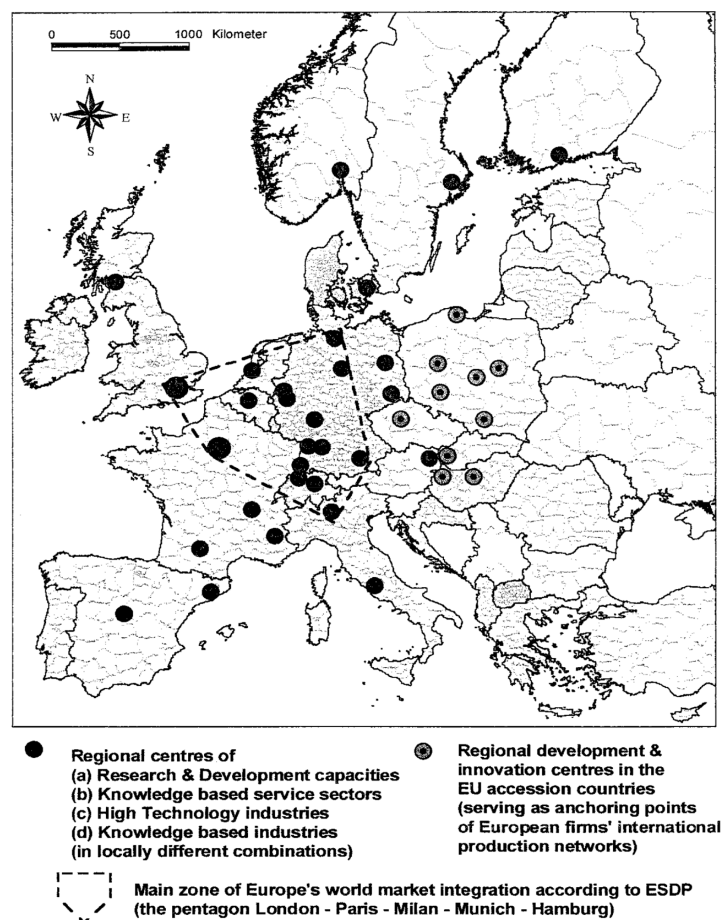 0 500 1000 Kilometer
N
W E
S
Regional centres of
(a) Research & Development capacities
(b) Knowledge based service sectors
(c) High Technology industries
(d) Knowledge based industries
(in locally different combinations)
Regional development &
innovation centres in the
EU accession countries
(serving as anchoring points
of European firms' international
production networks)
Main zone of Europe's world market integration according to ESDP
(the pentagon London - Paris - Milan - Munich - Hamburg)